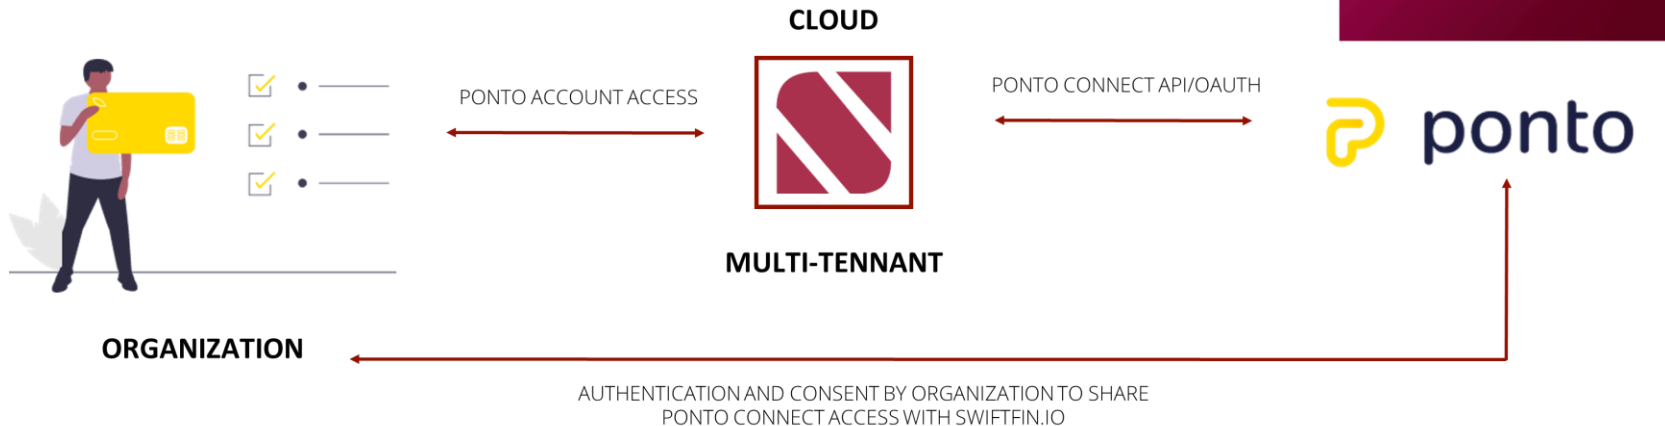 CLOUD
PONTO ACCOUNT ACCESS
PONTO CONNECT API/OAUTH
ponto
MULTI-TENNANT
ORGANIZATION
AUTHENTICATION AND CONSENT BY ORGANIZATION TO SHARE
PONTO CONNECT ACCESS WITH SWIFTFIN.IO